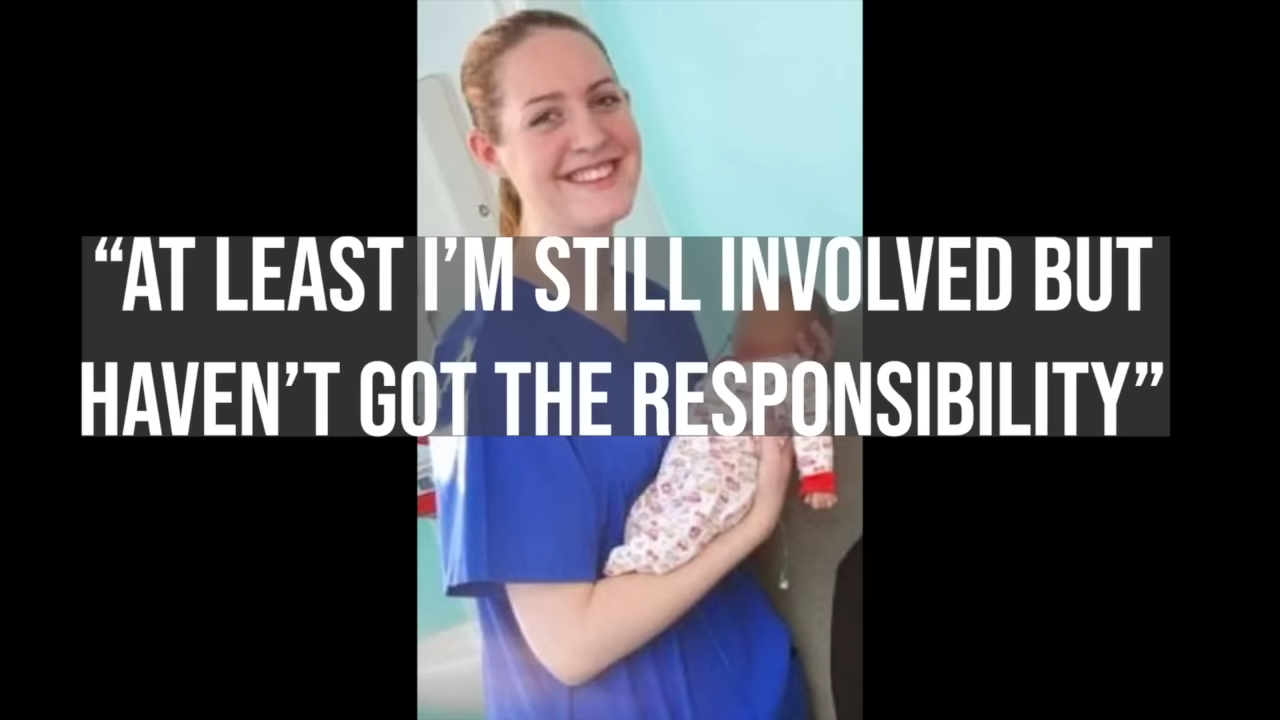 “AT LEAST I’M STILL INVOLVED BUT
HAVEN’T GOT THE RESPONSIBILITY”